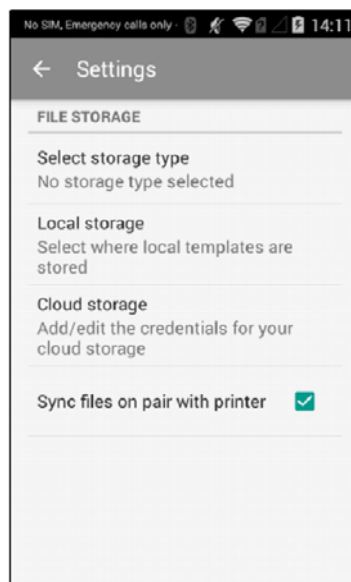 No SIM, Emergency calls only · 14:11
Settings
FILE STORAGE
Select storage type
No storage type selected
Local storage
Select where local templates are
stored
Cloud storage
Add/edit the credentials for your
cloud storage
Sync files on pair with printer